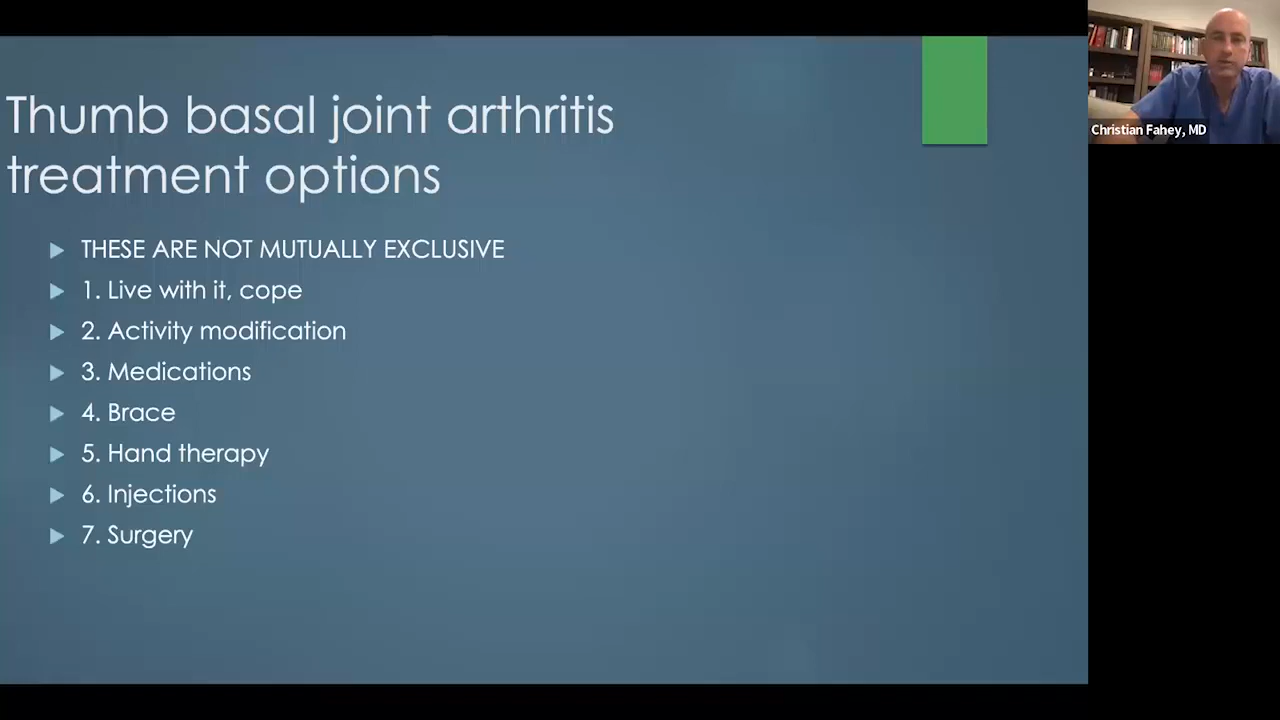 Thumb basal joint arthritis
treatment options
THESE ARE NOT MUTUALLY EXCLUSIVE
1. Live with it, cope
2. Activity modification
3. Medications
4. Brace
5. Hand therapy
6. Injections
7. Surgery
Christian Fahey, MD